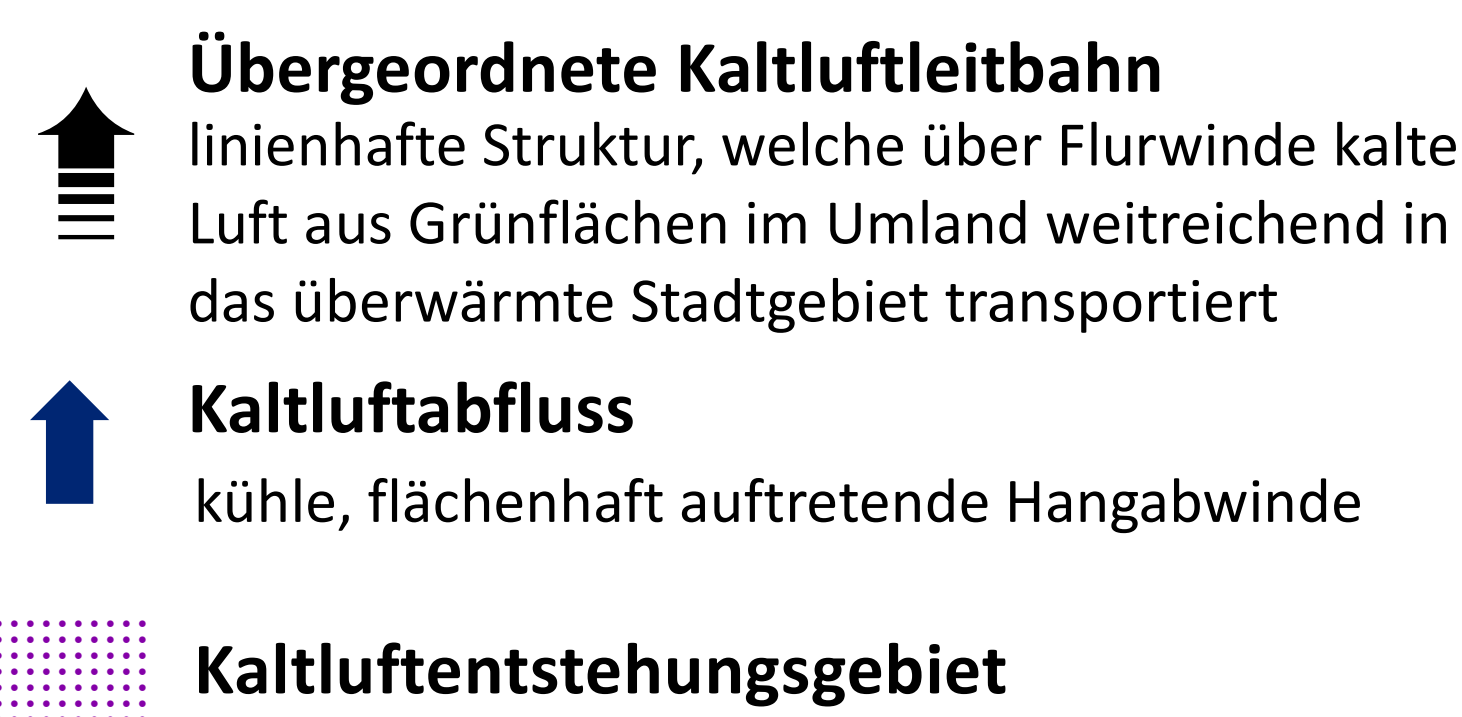 Übergeordnete Kaltluftleitbahn
linienhafte Struktur, welche über Flurwinde kalte
Luft aus Grünflächen im Umland weitreichend in
das überwärmte Stadtgebiet transportiert
Kaltluftabfluss
kühle, flächenhaft auftretende Hangabwinde
Kaltluftentstehungsgebiet